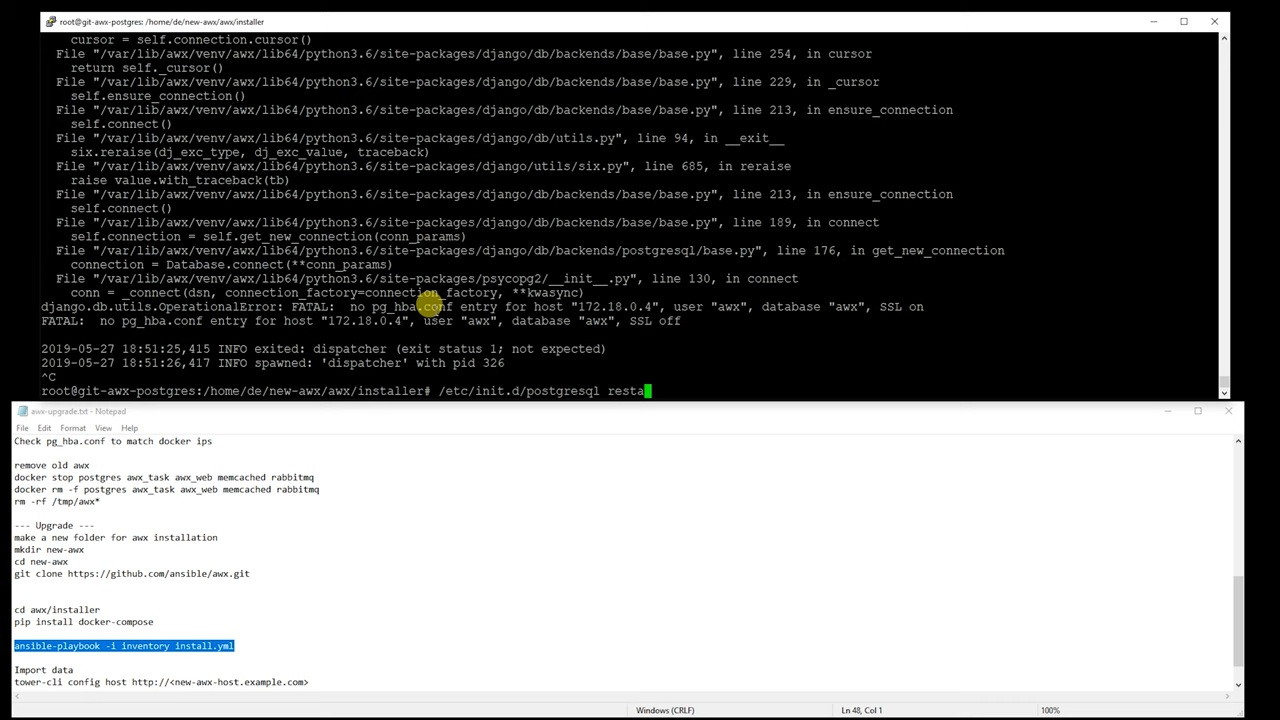 root@git-awx-postgres: /home/de/new-awx/awx/installer
cursor = self.connection.cursor()
File "/var/lib/awx/venv/awx/lib64/python3.6/site-packages/django/db/backends/base/base.py", line 254, in cursor
return self._cursor()
File "/var/lib/awx/venv/awx/lib64/python3.6/site-packages/django/db/backends/base/base.py", line 229, in _cursor
self.ensure_connection()
File "/var/lib/awx/venv/awx/lib64/python3.6/site-packages/django/db/backends/base/base.py", line 213, in ensure_connection
self.connect()
File "/var/lib/awx/venv/awx/lib64/python3.6/site-packages/django/db/utils.py", line 94, in __exit__
six.reraise(dj_exc_type, dj_exc_value, traceback)
File "/var/lib/awx/venv/awx/lib64/python3.6/site-packages/django/utils/six.py", line 685, in reraise
raise value.with_traceback(tb)
File "/var/lib/awx/venv/awx/lib64/python3.6/site-packages/django/db/backends/base/base.py", line 213, in ensure_connection
self.connect()
File "/var/lib/awx/venv/awx/lib64/python3.6/site-packages/django/db/backends/base/base.py", line 189, in connect
self.connection = self.get_new_connection(conn_params)
File "/var/lib/awx/venv/awx/lib64/python3.6/site-packages/django/db/backends/postgresql/base.py", line 176, in get_new_connection
connection = Database.connect(**conn_params)
File "/var/lib/awx/venv/awx/lib64/python3.6/site-packages/psycopg2/__init__.py", line 130, in connect
conn = _connect(dsn, connection_factory=connection_factory, **kwasync)
django.db.utils.OperationalError: FATAL:  no pg_hba.conf entry for host "172.18.0.4", user "awx", database "awx", SSL on
FATAL:  no pg_hba.conf entry for host "172.18.0.4", user "awx", database "awx", SSL off
2019-05-27 18:51:25,415 INFO exited: dispatcher (exit status 1; not expected)
2019-05-27 18:51:26,417 INFO spawned: 'dispatcher' with pid 326
^C
root@git-awx-postgres:/home/de/new-awx/awx/installer# /etc/init.d/postgresql resta
awx-upgrade.txt - Notepad
File Edit Format View Help
Check pg_hba.conf to match docker ips
remove old awx
docker stop postgres awx_task awx_web memcached rabbitmq
docker rm -f postgres awx_task awx_web memcached rabbitmq
rm -rf /tmp/awx*
--- Upgrade ---
make a new folder for awx installation
mkdir new-awx
cd new-awx
git clone https://github.com/ansible/awx.git
cd awx/installer
pip install docker-compose
ansible-playbook -i inventory install.yml
Import data
tower-cli config host http://<new-awx-host.example.com>
Windows (CRLF) Ln 48, Col 1 100%